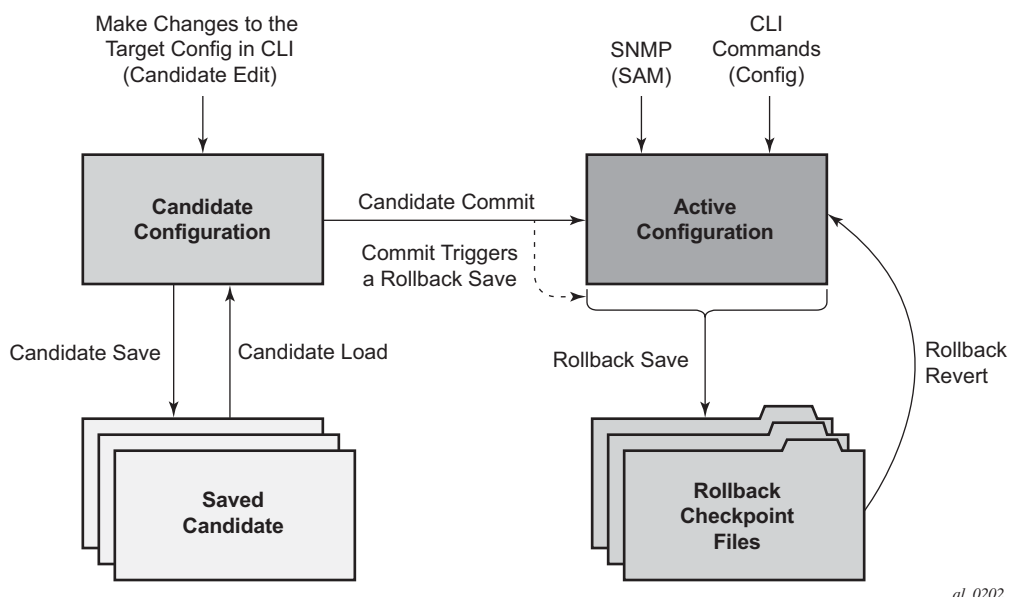 Make Changes to the
Target Config in CLI
(Candidate Edit)
SNMP
(SAM)
CLI
Commands
(Config)
Candidate
Configuration
Candidate Commit
Commit Triggers
a Rollback Save
Active
Configuration
Candidate Save
Candidate Load
Rollback Save
Rollback
Revert
Saved
Candidate
Rollback
Checkpoint
Files
al_0202